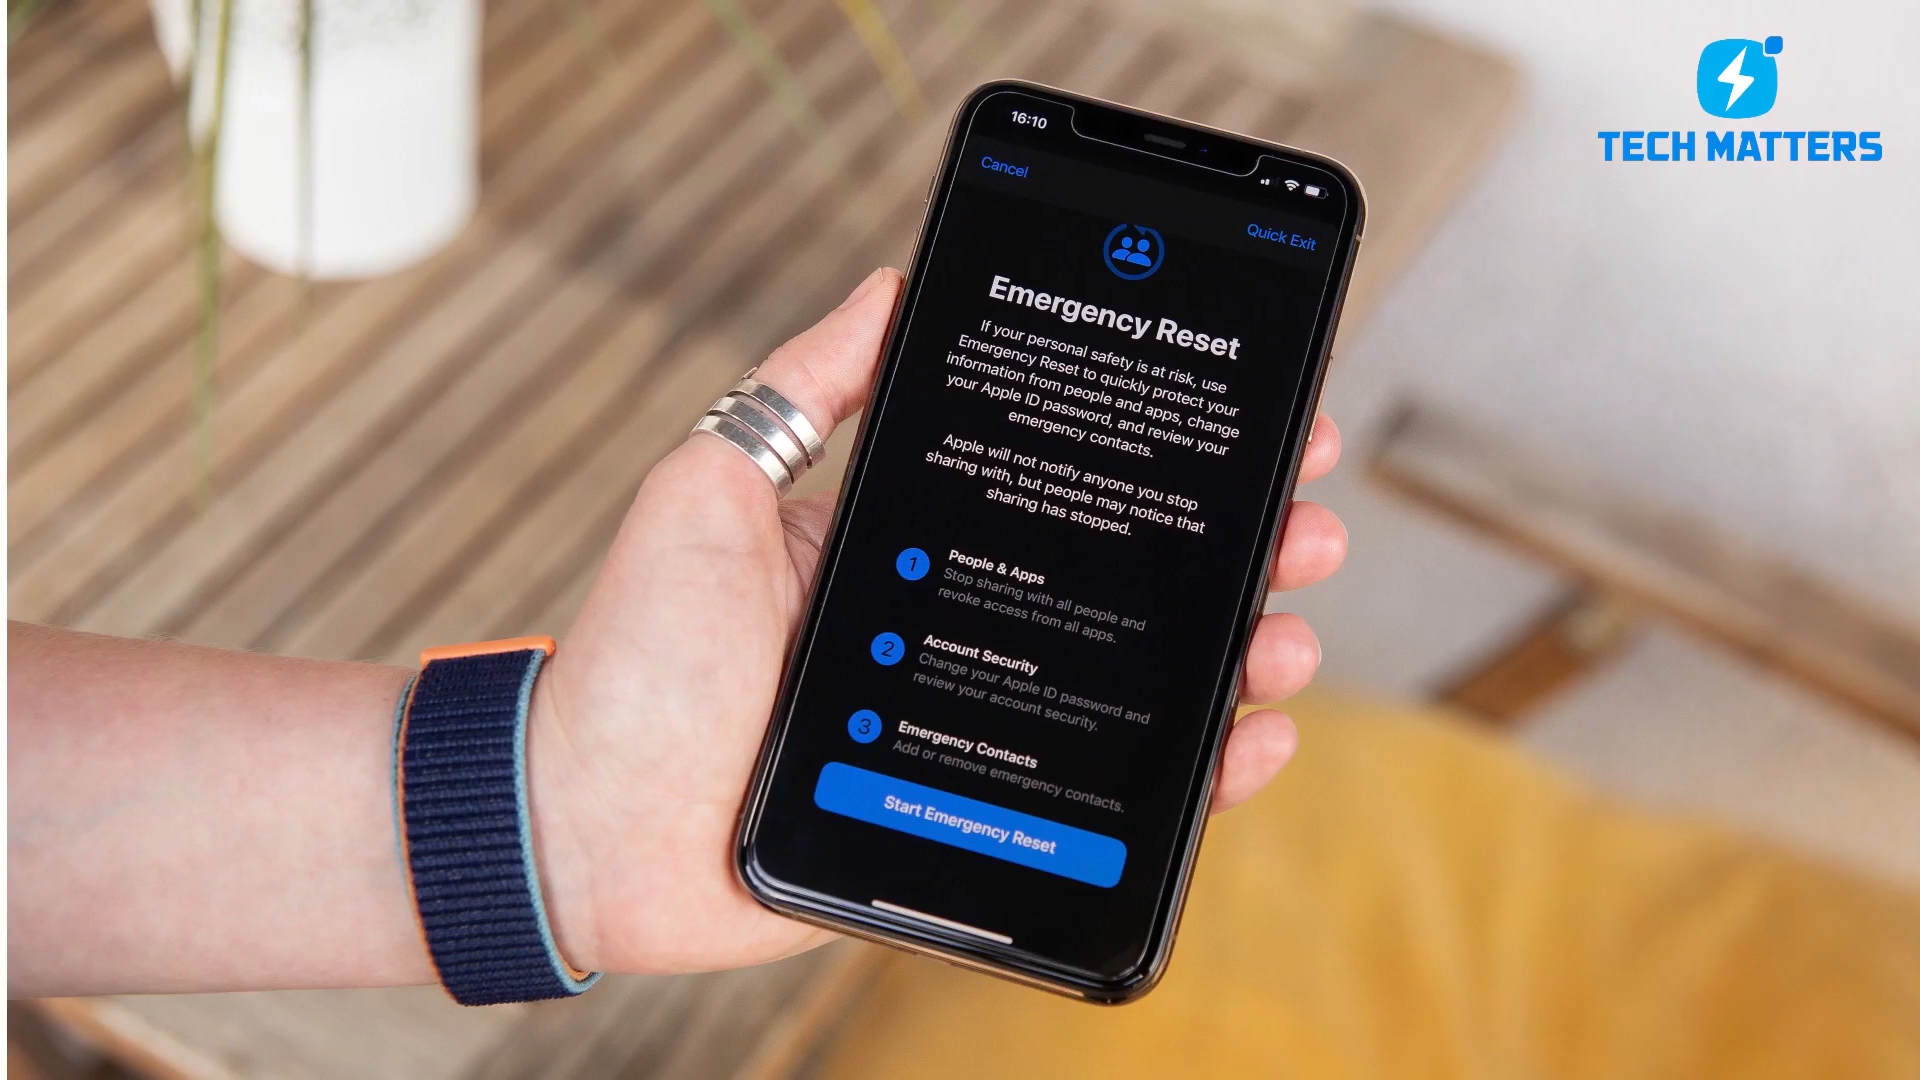 TECH MATTERS
16:10
Cancel
Quick Exit
Emergency Reset
If your personal safety is at risk, use
Emergency Reset to quickly protect your
information from people and apps, change
your Apple ID password, and review your
emergency contacts.
Apple will not notify anyone you stop
sharing with, but people may notice that
sharing has stopped.
1
People & Apps
Stop sharing with all people and
revoke access from all apps.
2
Account Security
Change your Apple ID password and
review your account security.
3
Emergency Contacts
Add or remove emergency contacts.
Start Emergency Reset